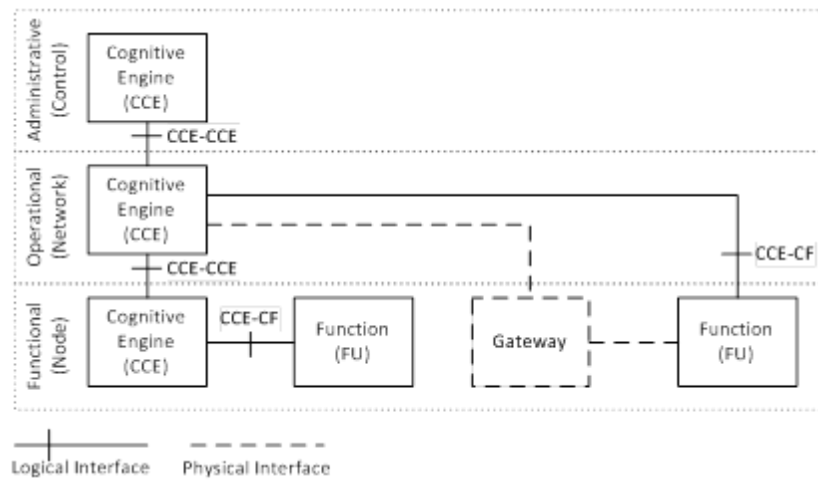 Administrative
(Control)
Cognitive
Engine
(CCE)
CCE-CCE
Operational
(Network)
Cognitive
Engine
(CCE)
CCE-CF
CCE-CCE
Functional
(Node)
Cognitive
Engine
(CCE)
CCE-CF
Function
(FU)
Gateway
Function
(FU)
Logical Interface
Physical Interface